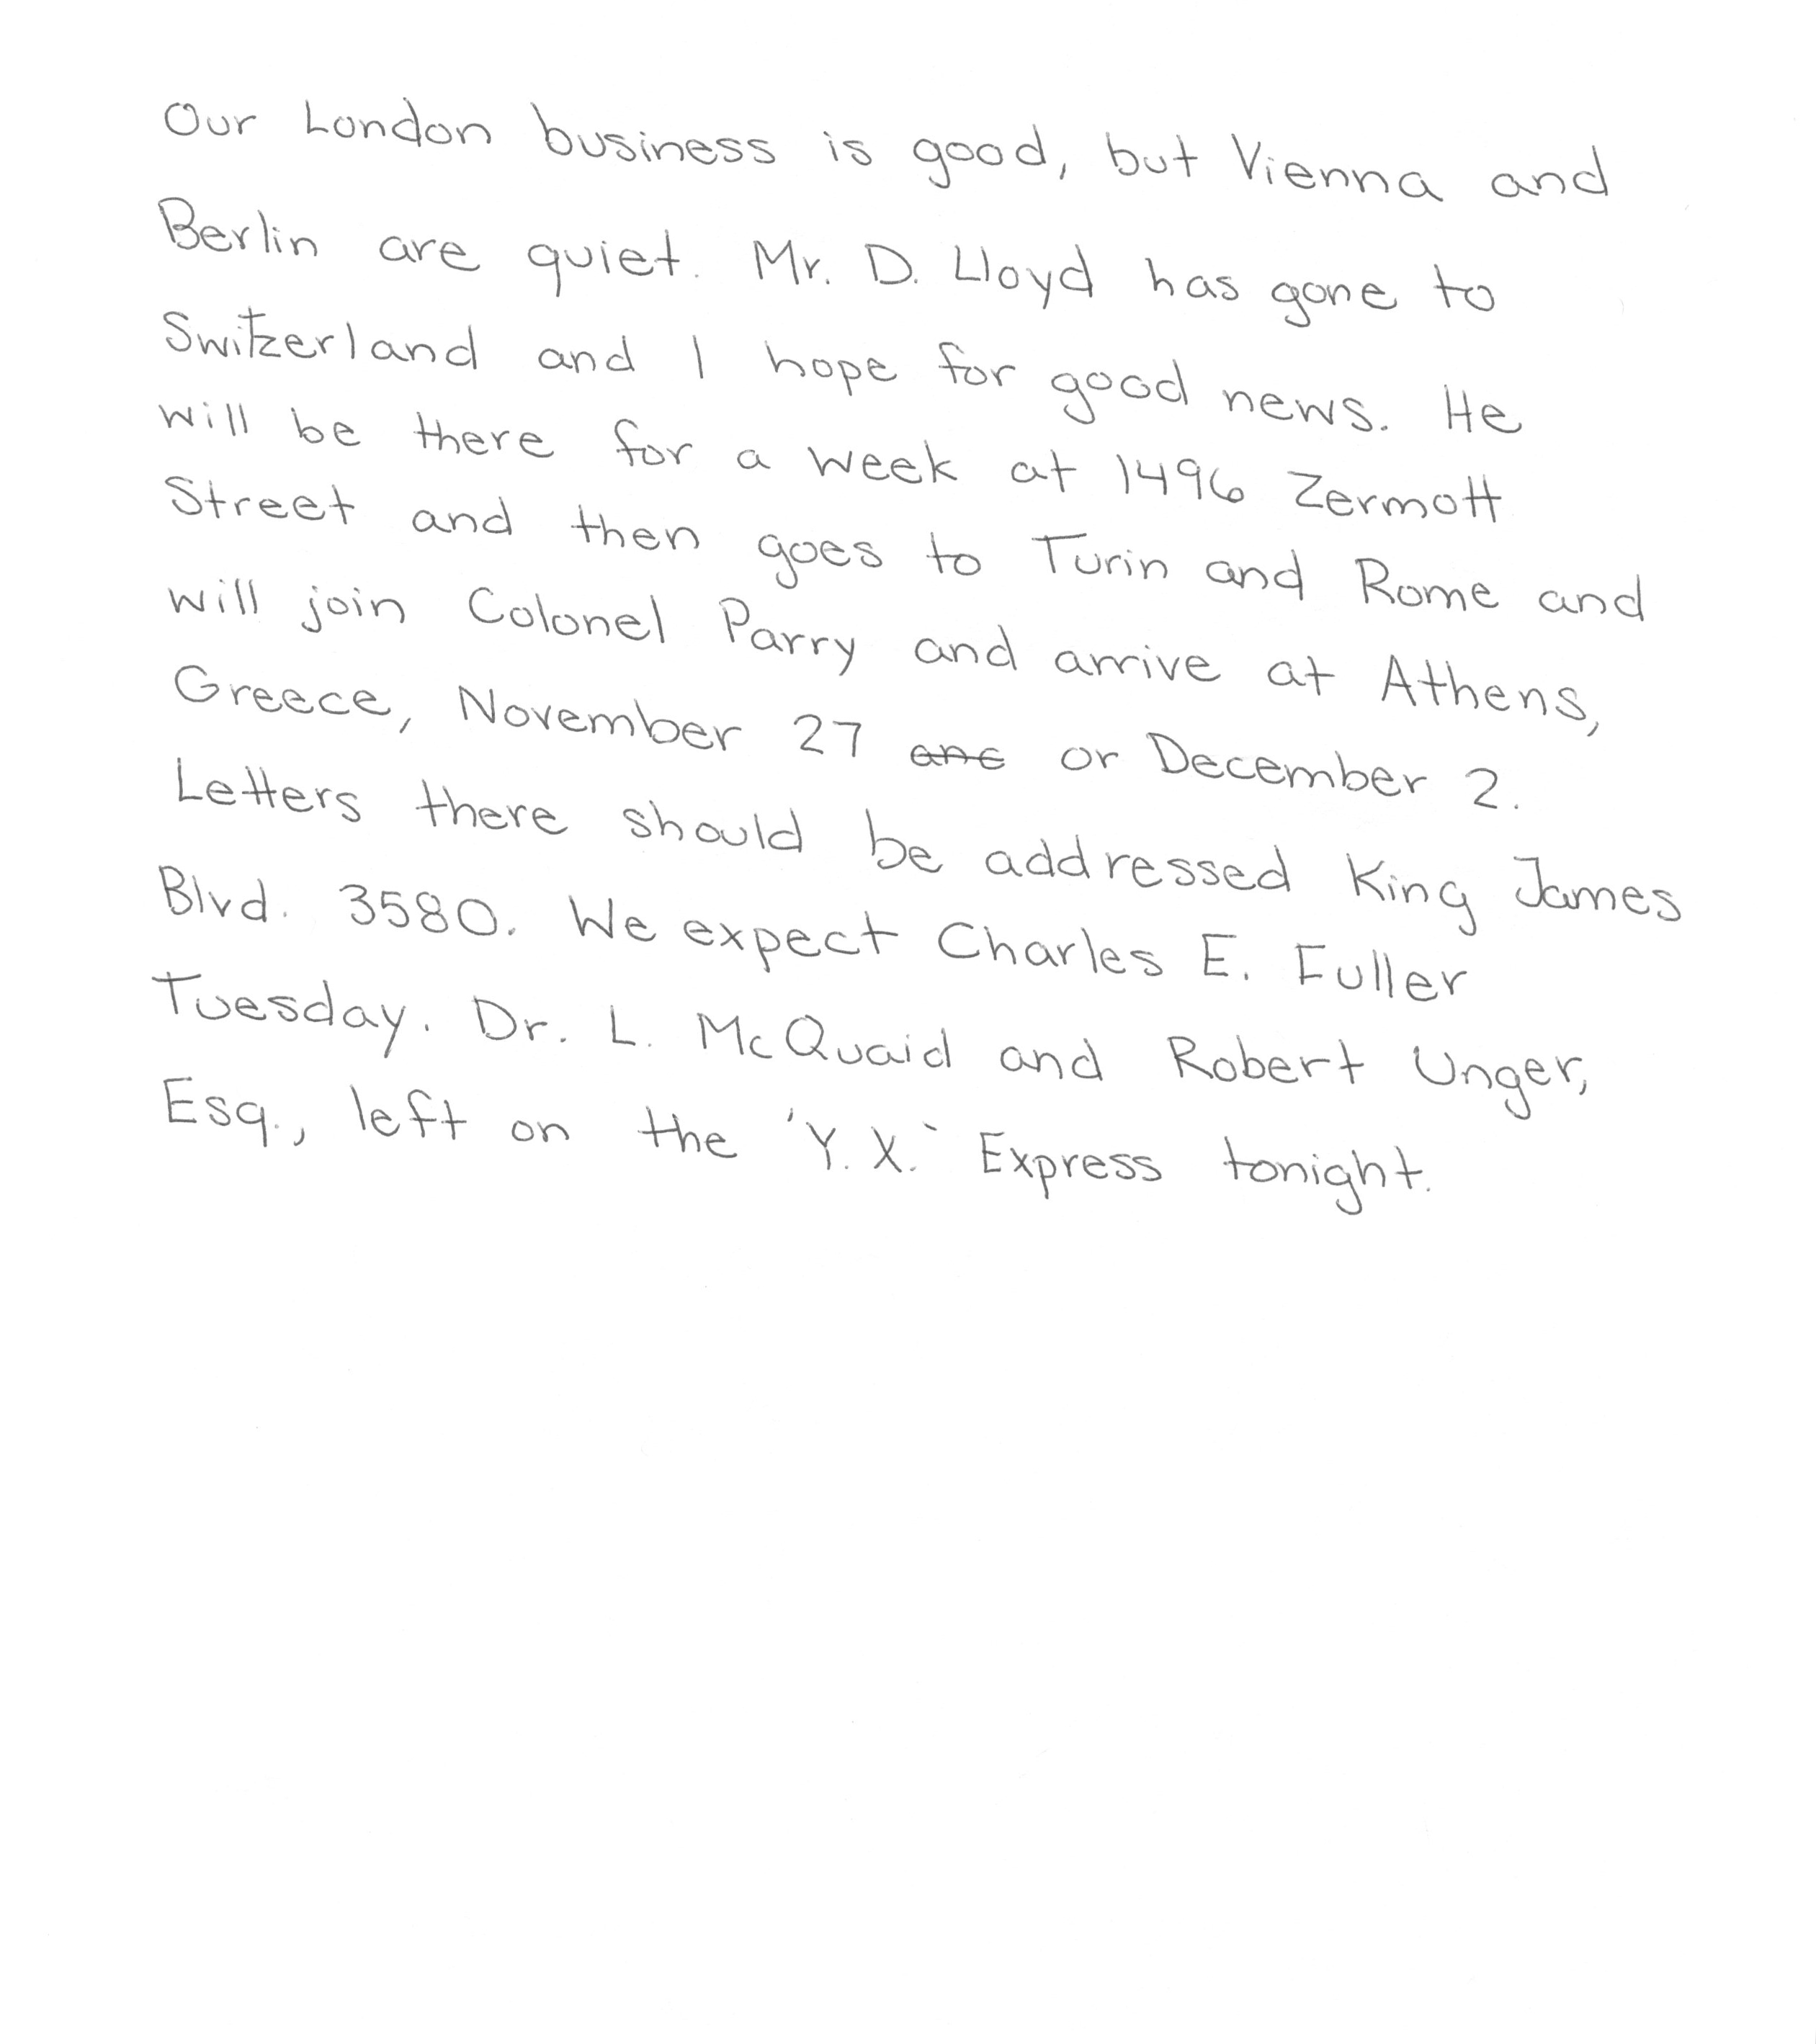 Our London business is good, but Vienna and
Berlin are quiet. Mr. D. Lloyd has gone to
Switzerland and I hope for good news. He
will be there for a week at 1496 Zermott
Street and then goes to Turin and Rome and
will join Colonel Parry and arrive at Athens,
Greece, November 27 or December 2.
Letters there should be addressed King James
Blvd. 3580. We expect Charles E. Fuller
Tuesday. Dr. L. McQuaid and Robert Unger,
Esq., left on the 'Y.X.' Express tonight.